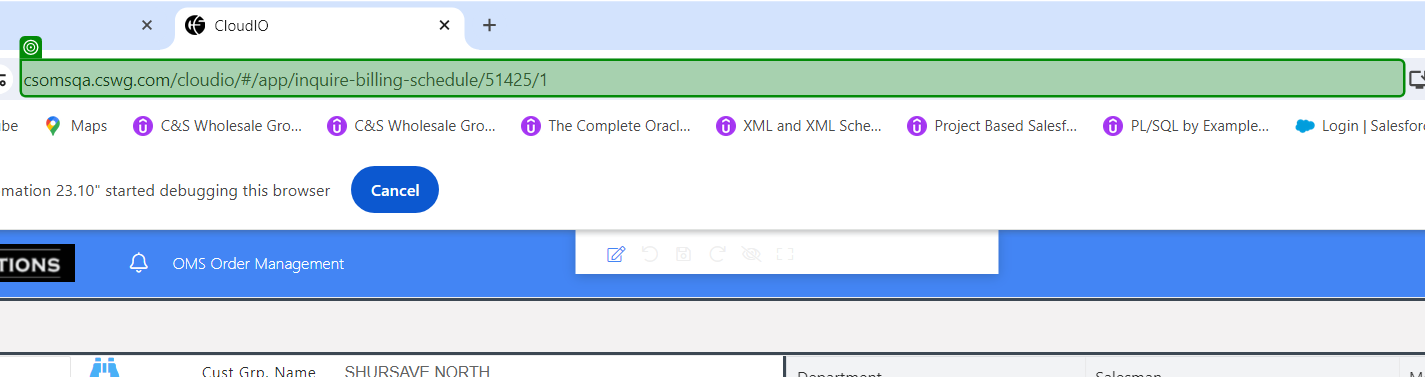 CloudIO
csomsqa.cswg.com/cloudio/#/app/inquire-billing-schedule/51425/1
be Maps C&S Wholesale Gro... C&S Wholesale Gro... The Complete Oracl... XML and XML Sche... Project Based Salesf... PL/SQL by Example... Login | Salesforc
mation 23.10" started debugging this browser Cancel
TIONS OMS Order Management
Cust Grp. Name SHURSAVE NORTH Department Salesman M